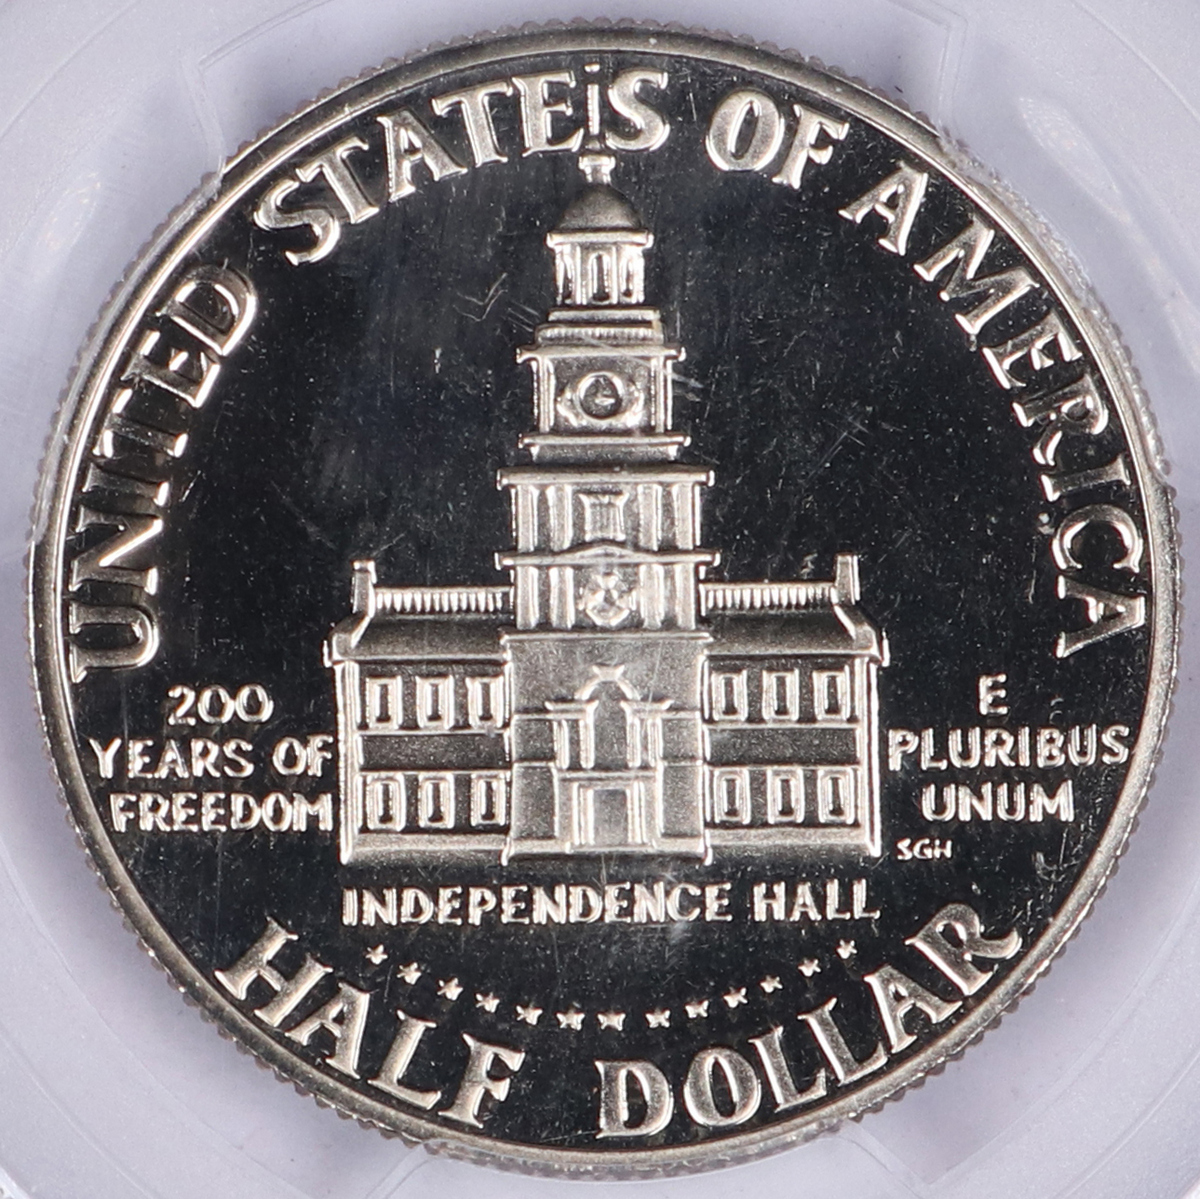 UNITED STATES OF AMERICA
200
YEARS OF
FREEDOM
E
PLURIBUS
UNUM
SGH
INDEPENDENCE HALL
HALF DOLLAR